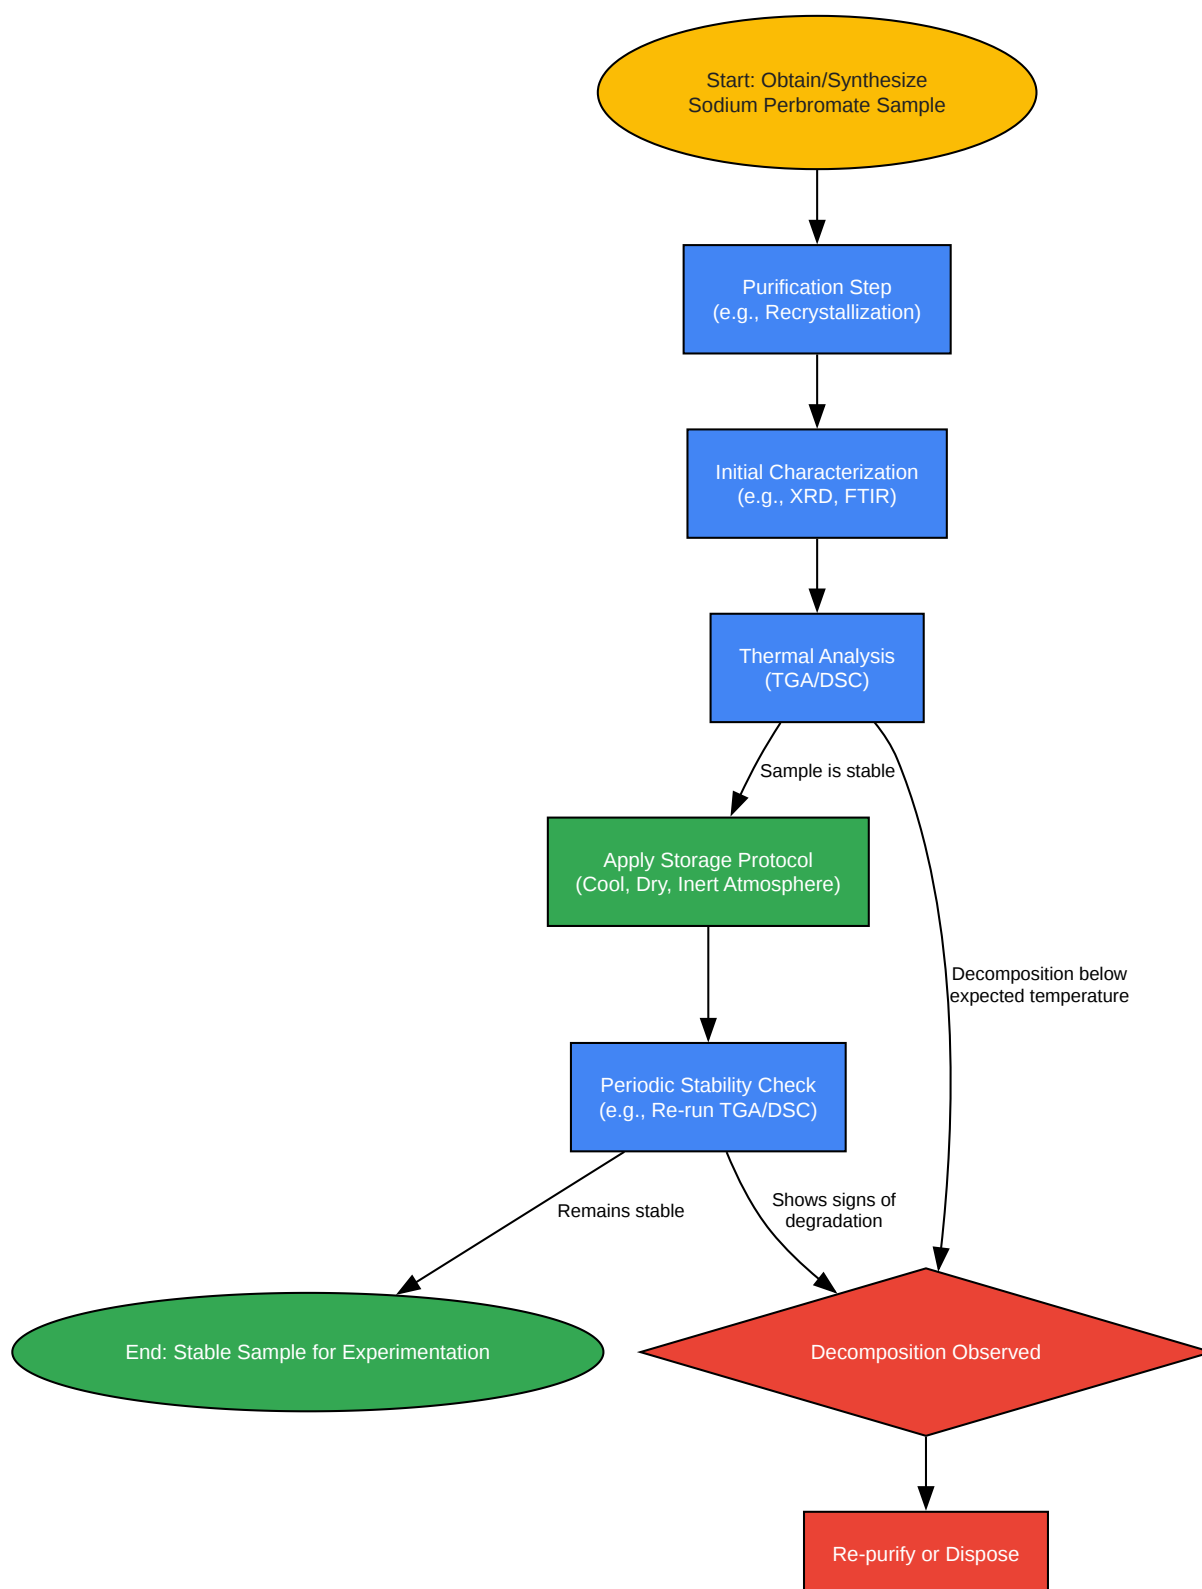 Start: Obtain/Synthesize
Sodium Perbromate Sample
Purification Step
(e.g., Recrystallization)
Initial Characterization
(e.g., XRD, FTIR)
Thermal Analysis
(TGA/DSC)
Sample is stable
Apply Storage Protocol
(Cool, Dry, Inert Atmosphere)
Decomposition below
expected temperature
Periodic Stability Check
(e.g., Re-run TGA/DSC)
Remains stable
Shows signs of
degradation
End: Stable Sample for Experimentation
Decomposition Observed
Re-purify or Dispose